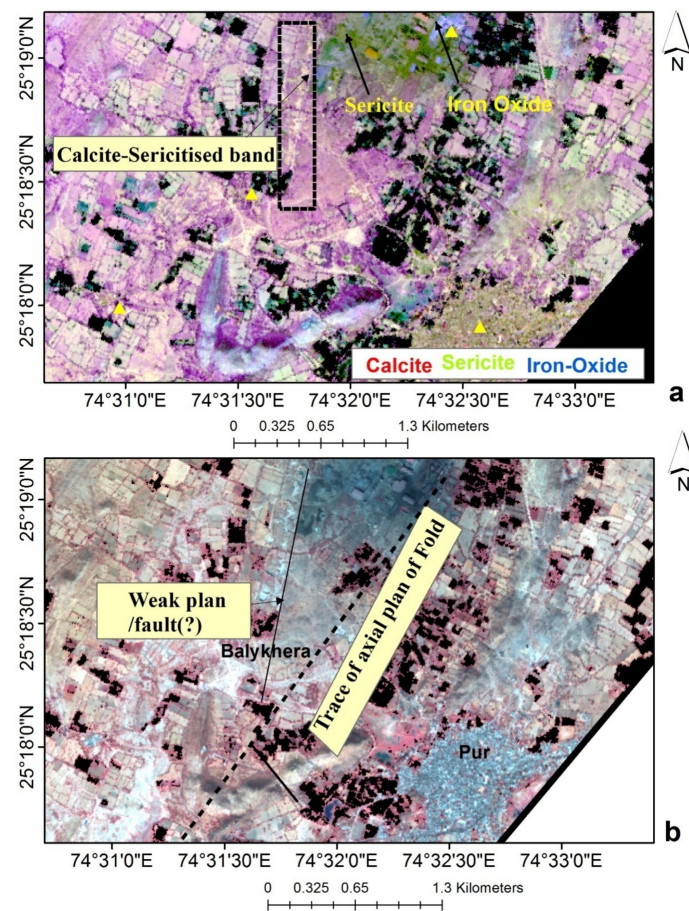 N
25°19'0"N
Sericite
Iron Oxide
Calcite-Sericitised band
25°18'30"N
25°18'0"N
Calcite Sericite Iron-Oxide
a
74°31'0"E 74°31'30"E 74°32'0"E 74°32'30"E 74°33'0"E
0 0.325 0.65 1.3 Kilometers
N
25°19'0"N
Trace of axial plan of Fold
Weak plan
/fault(?)
25°18'30"N
Balykhera
25°18'0"N
Pur
b
74°31'0"E 74°31'30"E 74°32'0"E 74°32'30"E 74°33'0"E
0 0.325 0.65 1.3 Kilometers